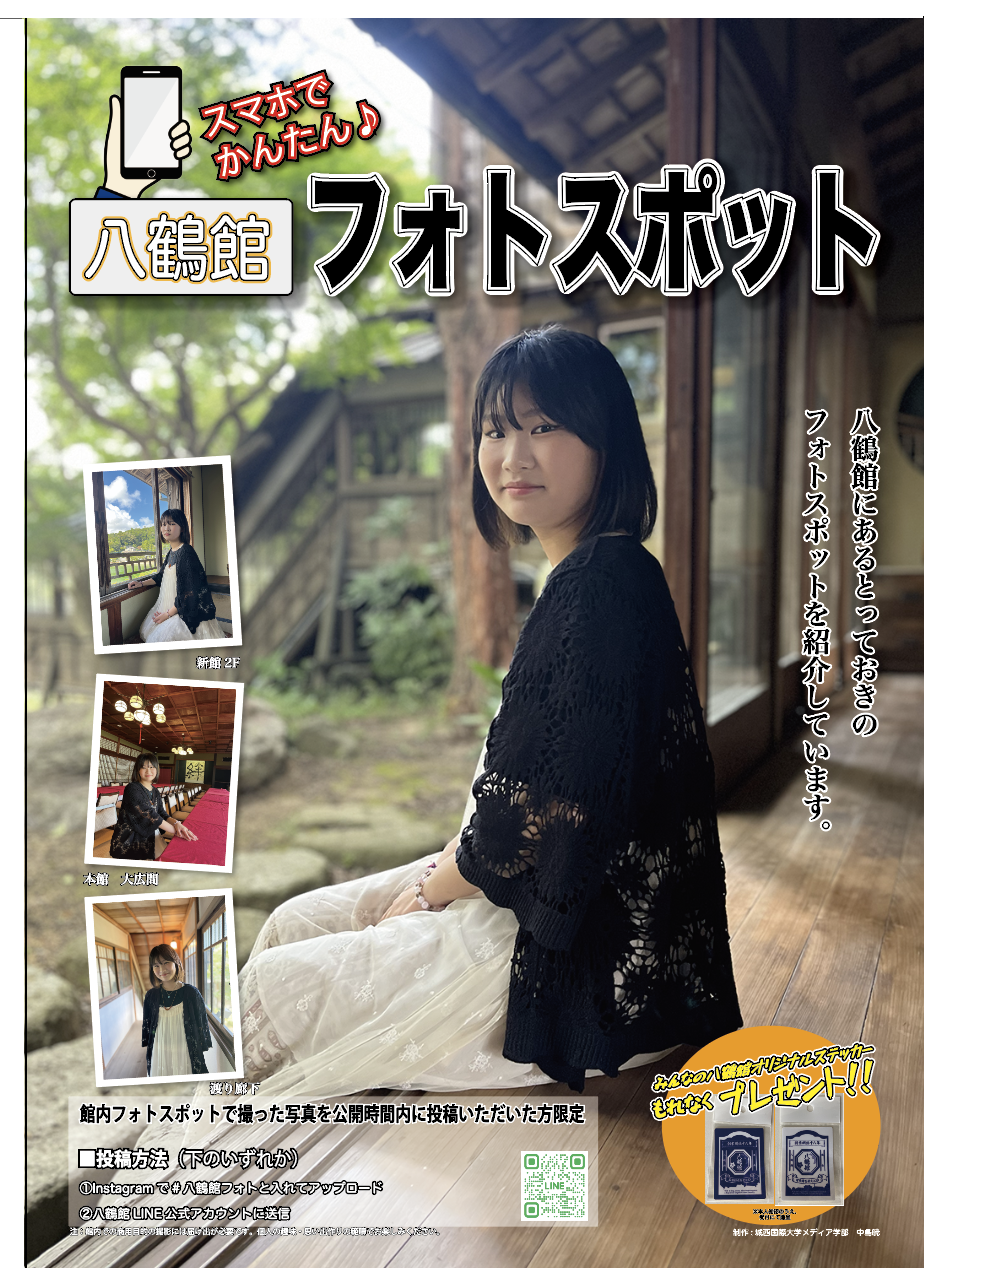 スマホで
かんたん♪
八鶴館
フォトスポット
八鶴館にあるとっておきの
フォトスポットを紹介しています。
新館2F
本館　大広間
渡り廊下
館内フォトスポットで撮った写真を公開時間内に投稿いただいた方限定
■投稿方法（下のいずれか）
①Instagramで#八鶴館フォトと入れてアップロード
②八鶴館LINE公式アカウントに送信
LINE
みんなの八鶴館オリジナルステッカー
もれなくプレゼント!!
制作：城西国際大学メディア学部　中島暁